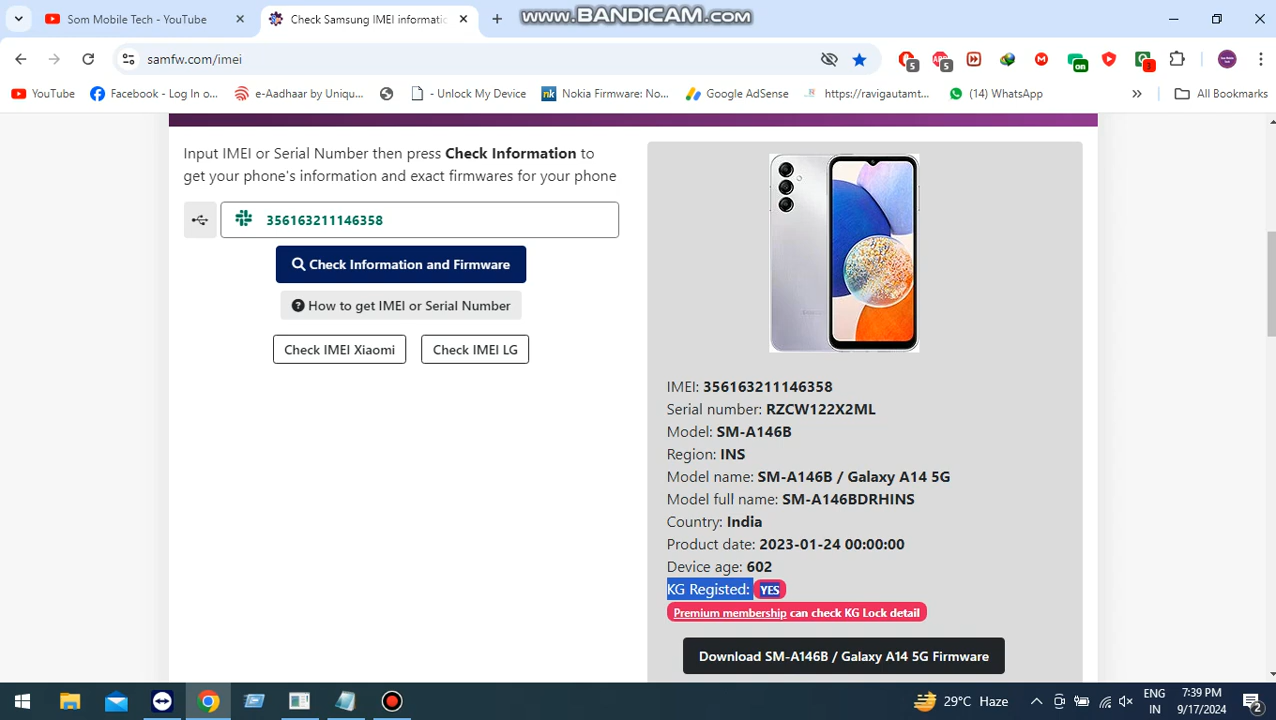 Som Mobile Tech - YouTube
Check Samsung IMEI informatic
www.BANDICAM.com
samfw.com/imei
5
5
on
1
YouTube
Facebook - Log In o...
e-Aadhaar by Uniqu...
- Unlock My Device
Nokia Firmware: No...
Google AdSense
https://ravigautamt...
(14) WhatsApp
All Bookmarks
Input IMEI or Serial Number then press Check Information to
get your phone's information and exact firmwares for your phone
356163211146358
Check Information and Firmware
How to get IMEI or Serial Number
Check IMEI Xiaomi
Check IMEI LG
IMEI: 356163211146358
Serial number: RZCW122X2ML
Model: SM-A146B
Region: INS
Model name: SM-A146B / Galaxy A14 5G
Model full name: SM-A146BDRHINS
Country: India
Product date: 2023-01-24 00:00:00
Device age: 602
KG Registed: YES
Premium membership can check KG Lock detail
Download SM-A146B / Galaxy A14 5G Firmware
29°C Haze
ENG
IN
7:39 PM
9/17/2024
2